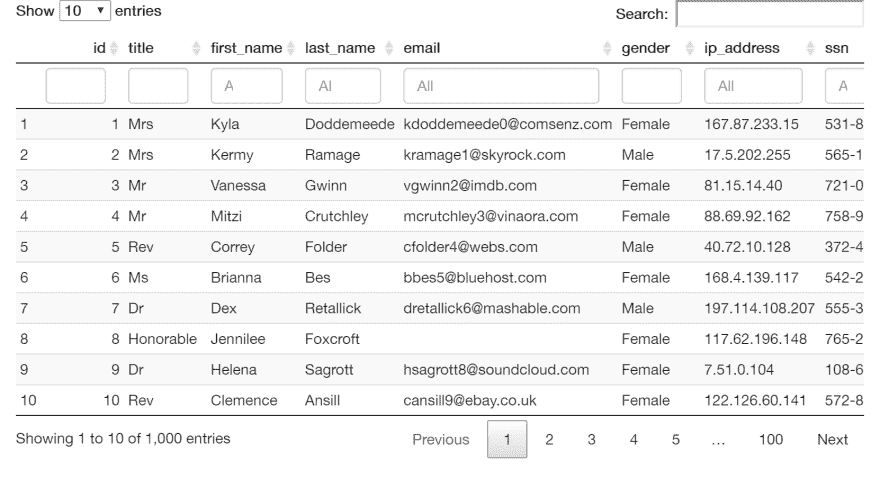 Show 10 entries Search:
id title first_name last_name email gender ip_address ssn
A Al All All A
1 1 Mrs Kyla Doddemeede kdoddemeede0@comsenz.com Female 167.87.233.15 531-8
2 2 Mrs Kermy Ramage kramage1@skyrock.com Male 17.5.202.255 565-1
3 3 Mr Vanessa Gwinn vgwinn2@imdb.com Female 81.15.14.40 721-0
4 4 Mr Mitzi Crutchley mcrutchley3@vinaora.com Female 88.69.92.162 758-9
5 5 Rev Correy Folder cfolder4@webs.com Male 40.72.10.128 372-4
6 6 Ms Brianna Bes bbes5@bluehost.com Female 168.4.139.117 542-2
7 7 Dr Dex Retallick dretallick6@mashable.com Male 197.114.108.207 555-3
8 8 Honorable Jennilee Foxcroft Female 117.62.196.148 765-2
9 9 Dr Helena Sagrott hsagrott8@soundcloud.com Female 7.51.0.104 108-6
10 10 Rev Clemence Ansill cansill9@ebay.co.uk Female 122.126.60.141 572-8
Showing 1 to 10 of 1,000 entries Previous 1 2 3 4 5 … 100 Next